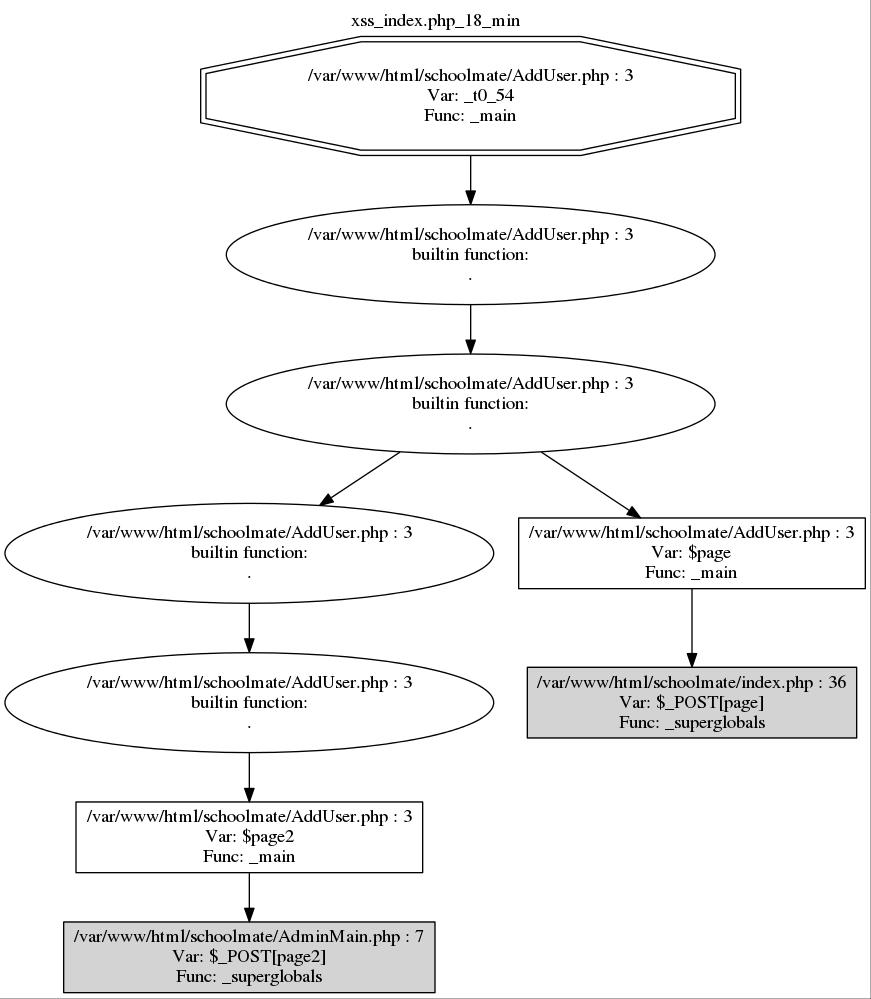 xss_index.php_18_min
/var/www/html/schoolmate/AddUser.php : 3
Var: _t0_54
Func: _main
/var/www/html/schoolmate/AddUser.php : 3
builtin function:
.
/var/www/html/schoolmate/AddUser.php : 3
builtin function:
.
/var/www/html/schoolmate/AddUser.php : 3
builtin function:
.
/var/www/html/schoolmate/AddUser.php : 3
Var: $page
Func: _main
/var/www/html/schoolmate/AddUser.php : 3
builtin function:
.
/var/www/html/schoolmate/index.php : 36
Var: $_POST[page]
Func: _superglobals
/var/www/html/schoolmate/AddUser.php : 3
Var: $page2
Func: _main
/var/www/html/schoolmate/AdminMain.php : 7
Var: $_POST[page2]
Func: _superglobals